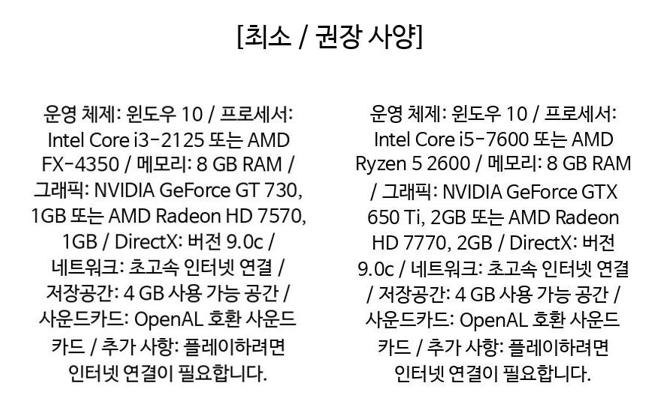 [최소 / 권장 사양]
운영 체제: 윈도우 10 / 프로세서:
Intel Core i3-2125 또는 AMD
FX-4350 / 메모리: 8 GB RAM /
그래픽: NVIDIA GeForce GT 730,
1GB 또는 AMD Radeon HD 7570,
1GB / DirectX: 버전 9.0c /
네트워크: 초고속 인터넷 연결 /
저장공간: 4 GB 사용 가능 공간 /
사운드카드: OpenAL 호환 사운드
카드 / 추가 사항: 플레이하려면
인터넷 연결이 필요합니다.
운영 체제: 윈도우 10 / 프로세서:
Intel Core i5-7600 또는 AMD
Ryzen 5 2600 / 메모리: 8 GB RAM
/ 그래픽: NVIDIA GeForce GTX
650 Ti, 2GB 또는 AMD Radeon
HD 7770, 2GB / DirectX: 버전
9.0c / 네트워크: 초고속 인터넷 연결
/ 저장공간: 4 GB 사용 가능 공간 /
사운드카드: OpenAL 호환 사운드
카드 / 추가 사항: 플레이하려면
인터넷 연결이 필요합니다.